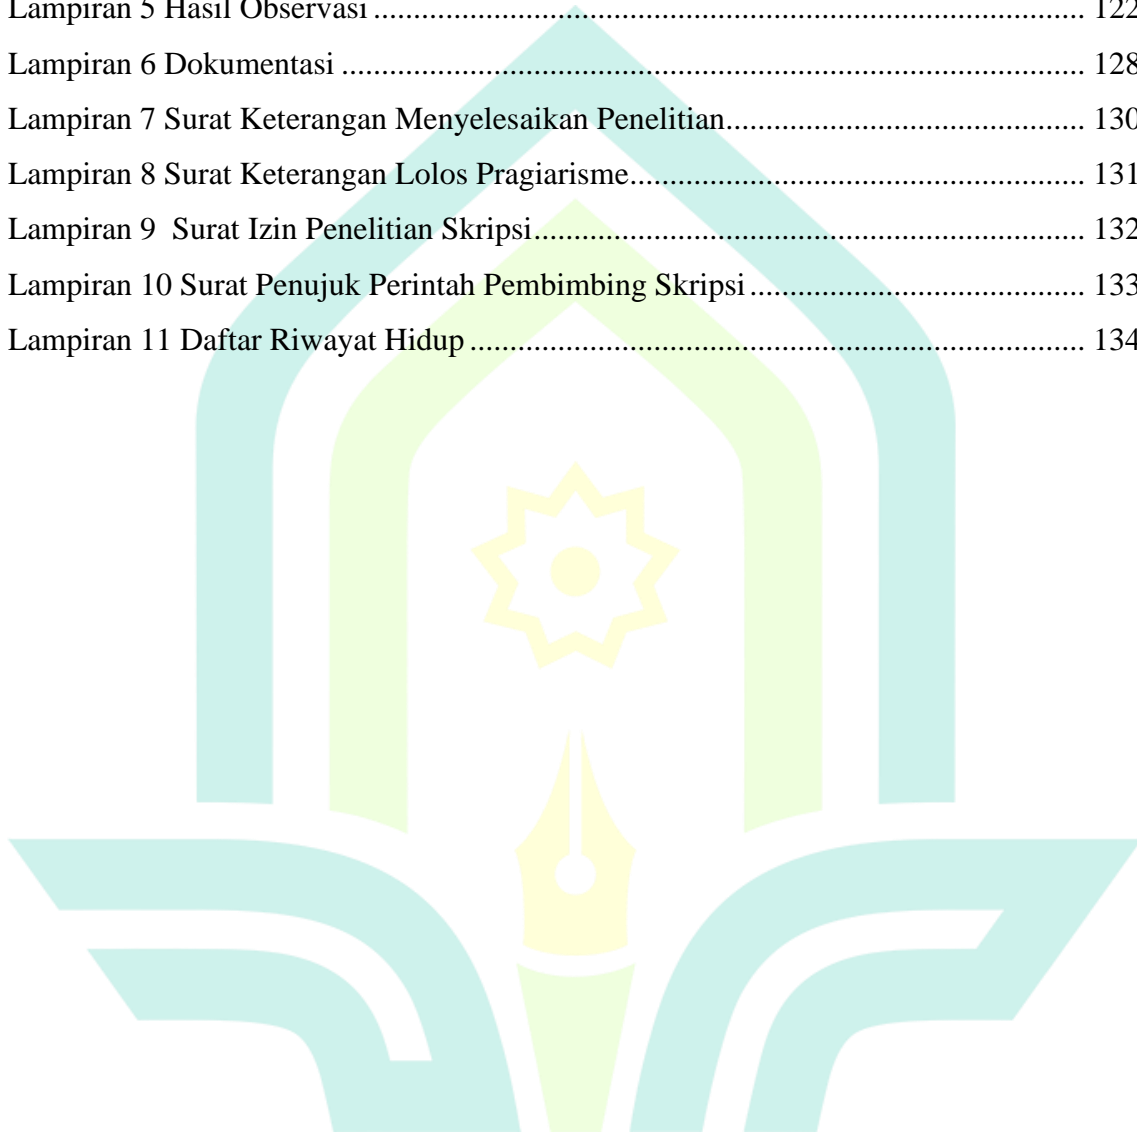 Lampiran 5 Hasil Observasi ........................................................................................... 122
Lampiran 6 Dokumentasi ............................................................................................... 128
Lampiran 7 Surat Keterangan Menyelesaikan Penelitian.............................................. 130
Lampiran 8 Surat Keterangan Lolos Pragiarisme.......................................................... 131
Lampiran 9  Surat Izin Penelitian Skripsi...................................................................... 132
Lampiran 10 Surat Penujuk Perintah Pembimbing Skripsi ........................................... 133
Lampiran 11 Daftar Riwayat Hidup ............................................................................... 134